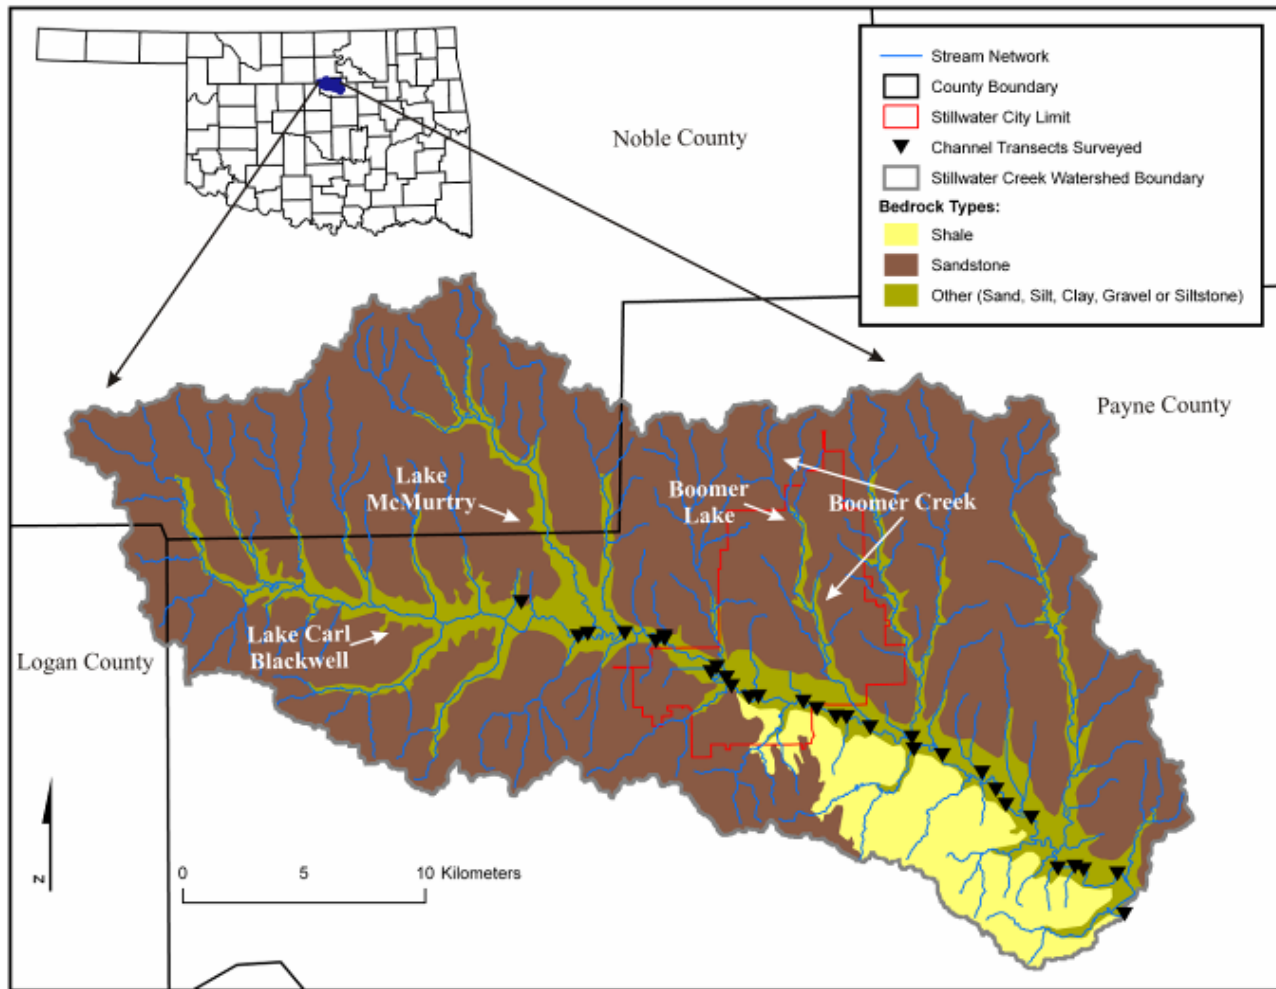 Stream Network
County Boundary
Stillwater City Limit
Channel Transects Surveyed
Stillwater Creek Watershed Boundary
Bedrock Types:
Shale
Sandstone
Other (Sand, Silt, Clay, Gravel or Siltstone)
Noble County
Payne County
Lake
McMurtry
Boomer
Lake
Boomer Creek
Lake Carl
Blackwell
Logan County
N
0 5 10 Kilometers